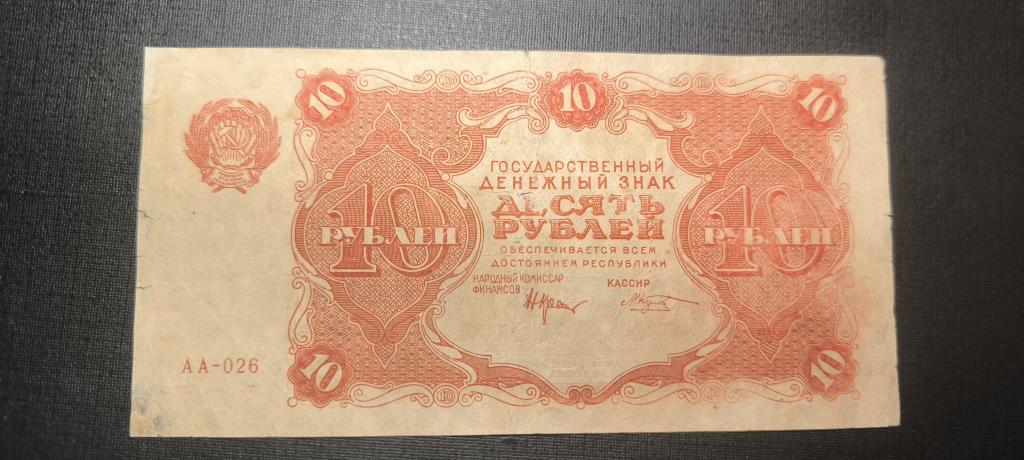 10 10 10
ГОСУДАРСТВЕННЫЙ
ДЕНЕЖНЫЙ ЗНАК
ДЕСЯТЬ
РУБЛЕЙ
10 РУБЛЕЙ
10 РУБЛЕЙ
ОБЕСПЕЧИВАЕТСЯ ВСЕМ
ДОСТОЯНИЕМ РЕСПУБЛИКИ
НАРОДНЫЙ КОМИССАР
ФИНАНСОВ
КАССИР
АА-026
10 10